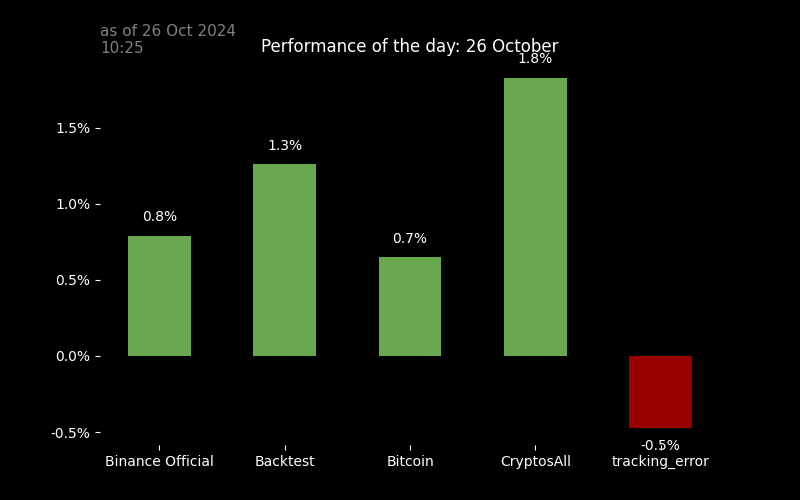 as of 26 Oct 2024
10:25
Performance of the day: 26 October
1.8%
1.5%
1.3%
1.0%
0.8%
0.7%
0.5%
0.0%
-0.5%
-0.5%
Binance Official
Backtest
Bitcoin
CryptosAll
tracking_error